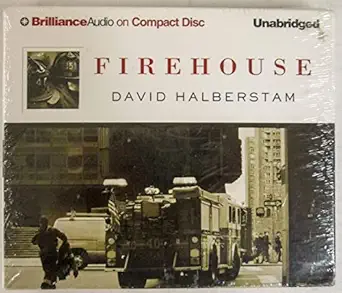 BrillianceAudio on Compact Disc
Unabridged
FIREHOUSE
DAVID HALBERSTAM